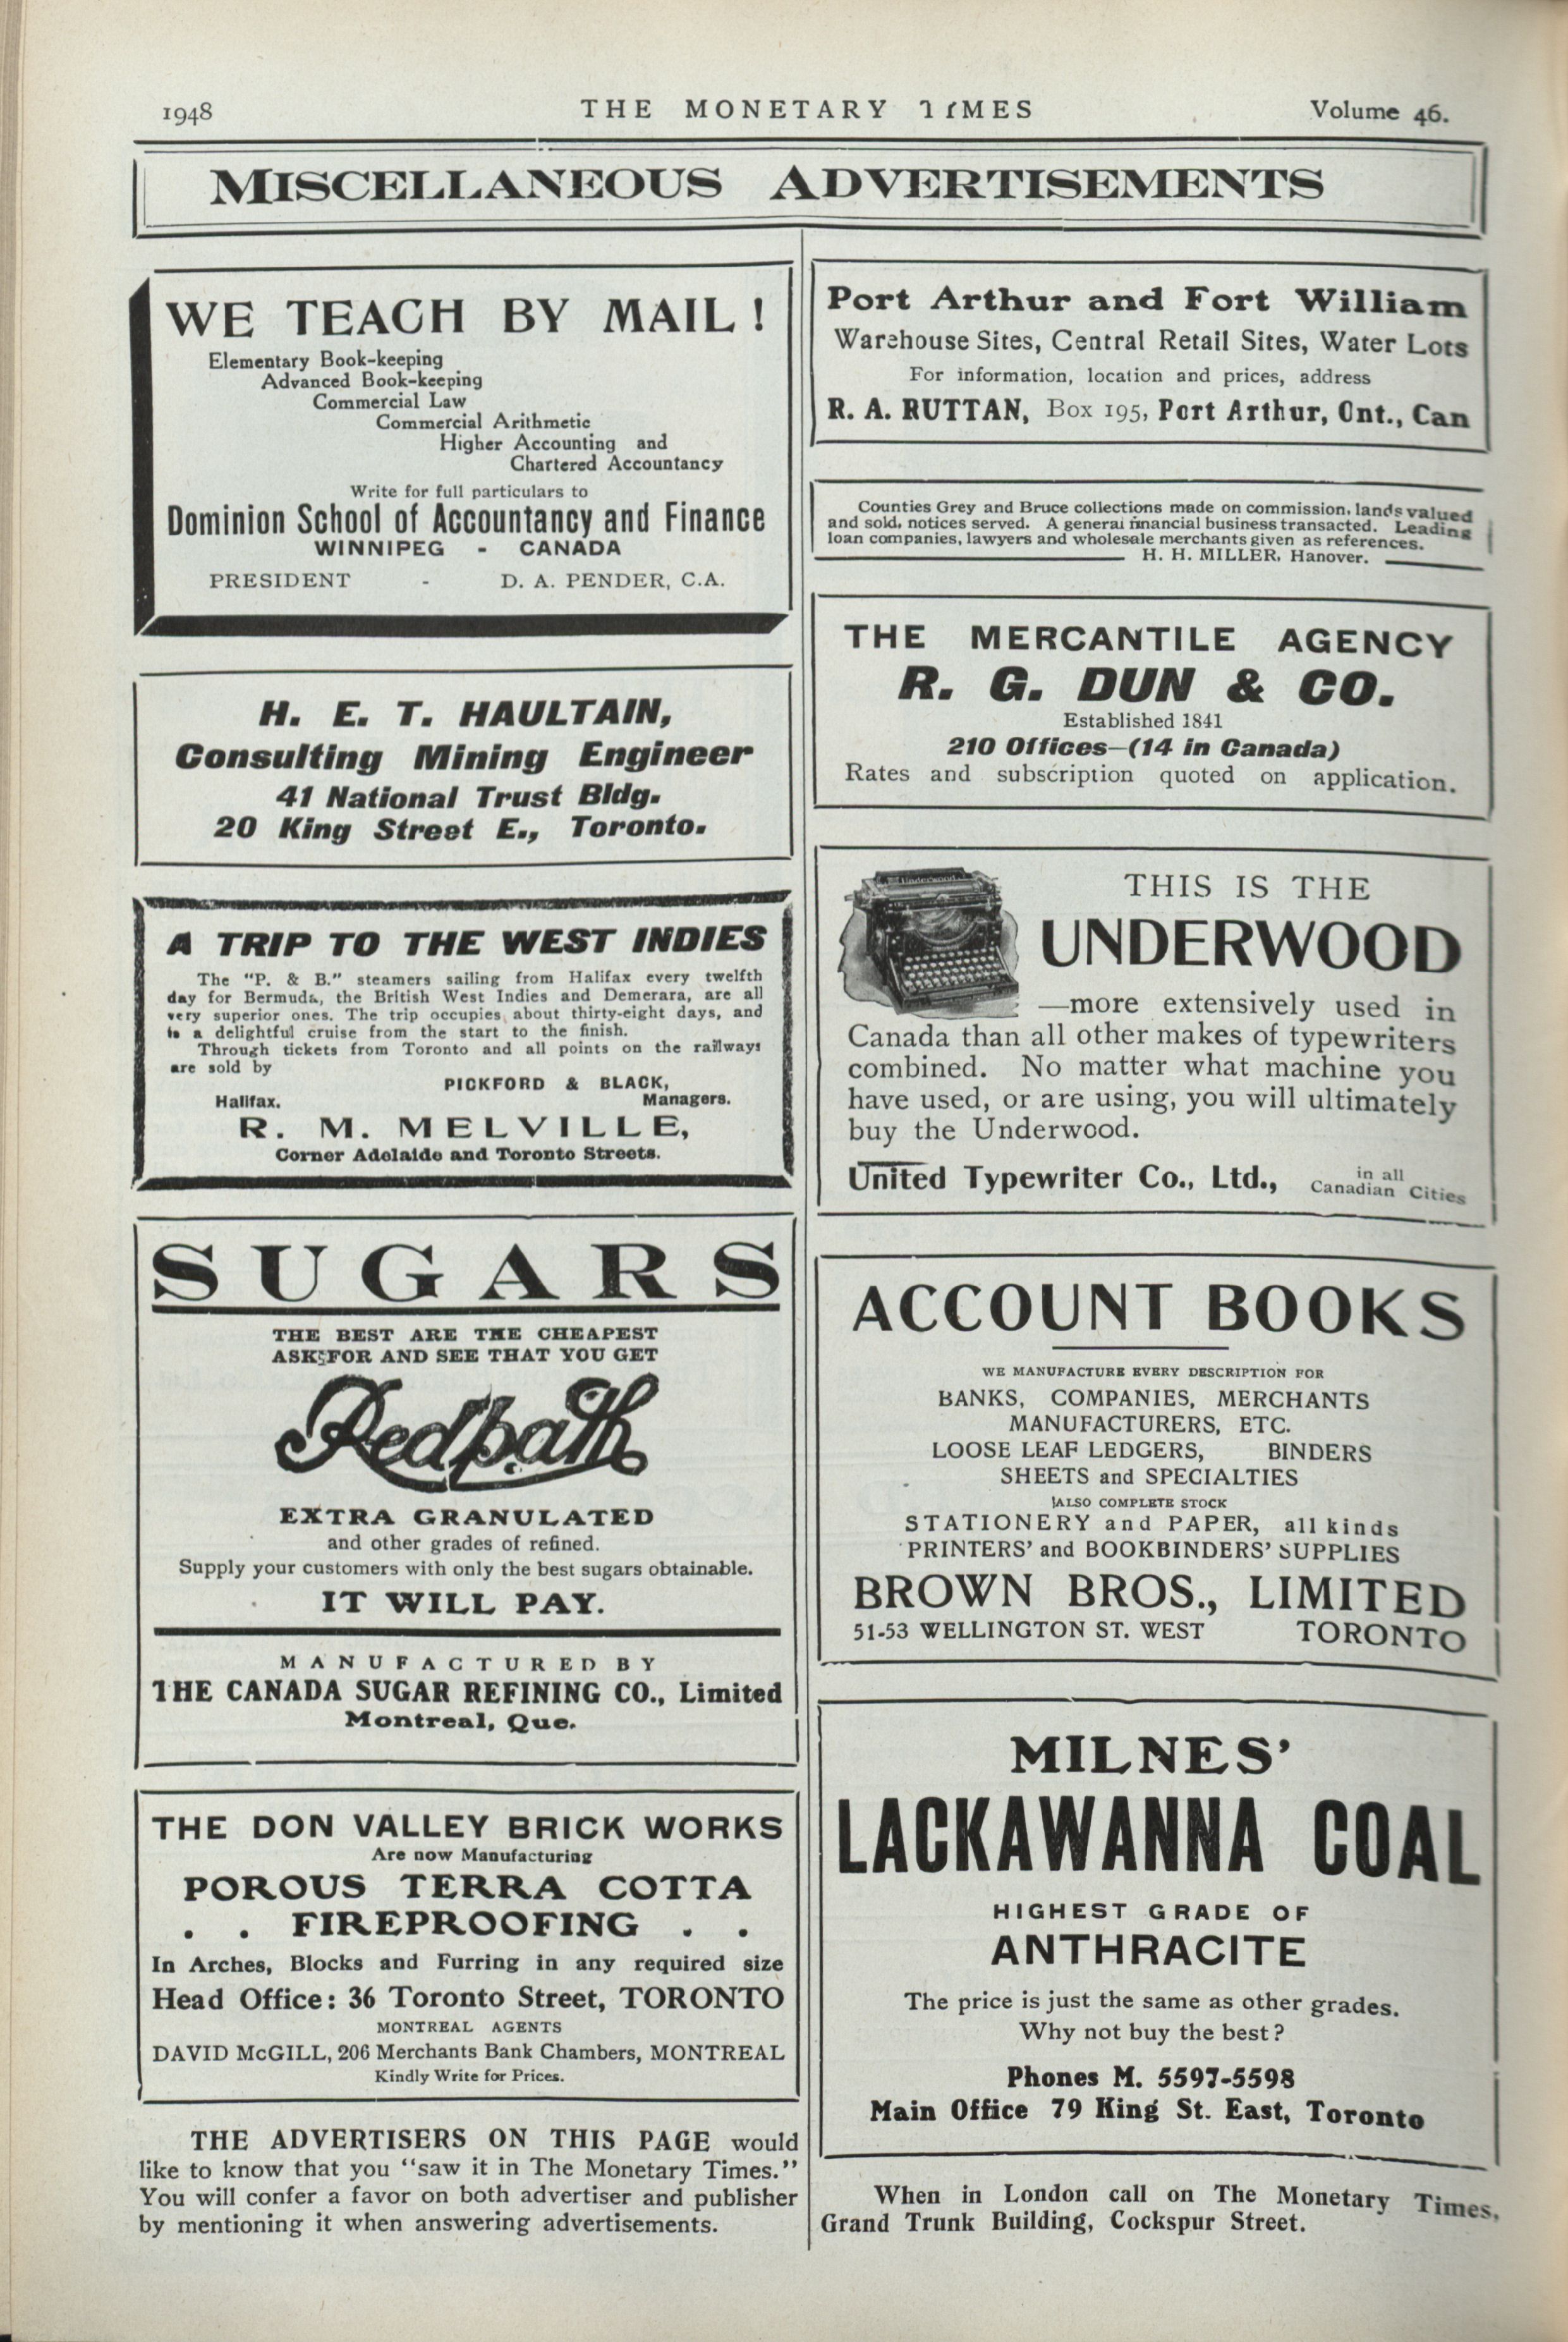 1948 THE MONETARY TIMES Volume 46.
MISCELLANEOUS ADVERTISEMENTS
WE TEACH BY MAIL!
Elementary Book-keeping
Advanced Book-keeping
Commercial Law
Commercial Arithmetic
Higher Accounting and
Chartered Accountancy
Write for full particulars to
Dominion School of Accountancy and Finance
WINNIPEG - CANADA
PRESIDENT - D. A. PENDER, C.A.
H. E. T. HAULTAIN,
Consulting Mining Engineer
41 National Trust Bldg.
20 King Street E., Toronto.
A TRIP TO THE WEST INDIES
The "P. & B." steamers sailing from Halifax every twelfth
day for Bermuda, the British West Indies and Demerara, are all
very superior ones. The trip occupies about thirty-eight days, and
is a delightful cruise from the start to the finish.
Through tickets from Toronto and all points on the railways
are sold by
PICKFORD & BLACK,
Halifax. Managers.
R. M. MELVILLE,
Corner Adelaide and Toronto Streets.
SUGARS
THE BEST ARE THE CHEAPEST
ASK FOR AND SEE THAT YOU GET
Redpath
EXTRA GRANULATED
and other grades of refined.
Supply your customers with only the best sugars obtainable.
IT WILL PAY.
MANUFACTURED BY
THE CANADA SUGAR REFINING CO., Limited
Montreal, Que.
THE DON VALLEY BRICK WORKS
Are now Manufacturing
POROUS TERRA COTTA
. . FIREPROOFING . .
In Arches, Blocks and Furring in any required size
Head Office: 36 Toronto Street, TORONTO
MONTREAL AGENTS
DAVID McGILL, 206 Merchants Bank Chambers, MONTREAL
Kindly Write for Prices.
THE ADVERTISERS ON THIS PAGE would
like to know that you "saw it in The Monetary Times."
You will confer a favor on both advertiser and publisher
by mentioning it when answering advertisements.
Port Arthur and Fort William
Warehouse Sites, Central Retail Sites, Water Lots
For information, location and prices, address
R. A. RUTTAN, Box 195, Port Arthur, Ont., Can
Counties Grey and Bruce collections made on commission, lands valued
and sold, notices served. A general financial business transacted. Leading
loan companies, lawyers and wholesale merchants given as references.
H. H. MILLER, Hanover.
THE MERCANTILE AGENCY
R. G. DUN & CO.
Established 1841
210 Offices—(14 in Canada)
Rates and subscription quoted on application.
Underwood
THIS IS THE
UNDERWOOD
—more extensively used in
Canada than all other makes of typewriters
combined. No matter what machine you
have used, or are using, you will ultimately
buy the Underwood.
United Typewriter Co., Ltd., in all
Canadian Cities
ACCOUNT BOOKS
WE MANUFACTURE EVERY DESCRIPTION FOR
BANKS, COMPANIES, MERCHANTS
MANUFACTURERS, ETC.
LOOSE LEAF LEDGERS, BINDERS
SHEETS and SPECIALTIES
ALSO COMPLETE STOCK
STATIONERY and PAPER, all kinds
PRINTERS' and BOOKBINDERS' SUPPLIES
BROWN BROS., LIMITED
51-53 WELLINGTON ST. WEST TORONTO
MILNES'
LACKAWANNA COAL
HIGHEST GRADE OF
ANTHRACITE
The price is just the same as other grades.
Why not buy the best?
Phones M. 5597-5598
Main Office 79 King St. East, Toronto
When in London call on The Monetary Times,
Grand Trunk Building, Cockspur Street.